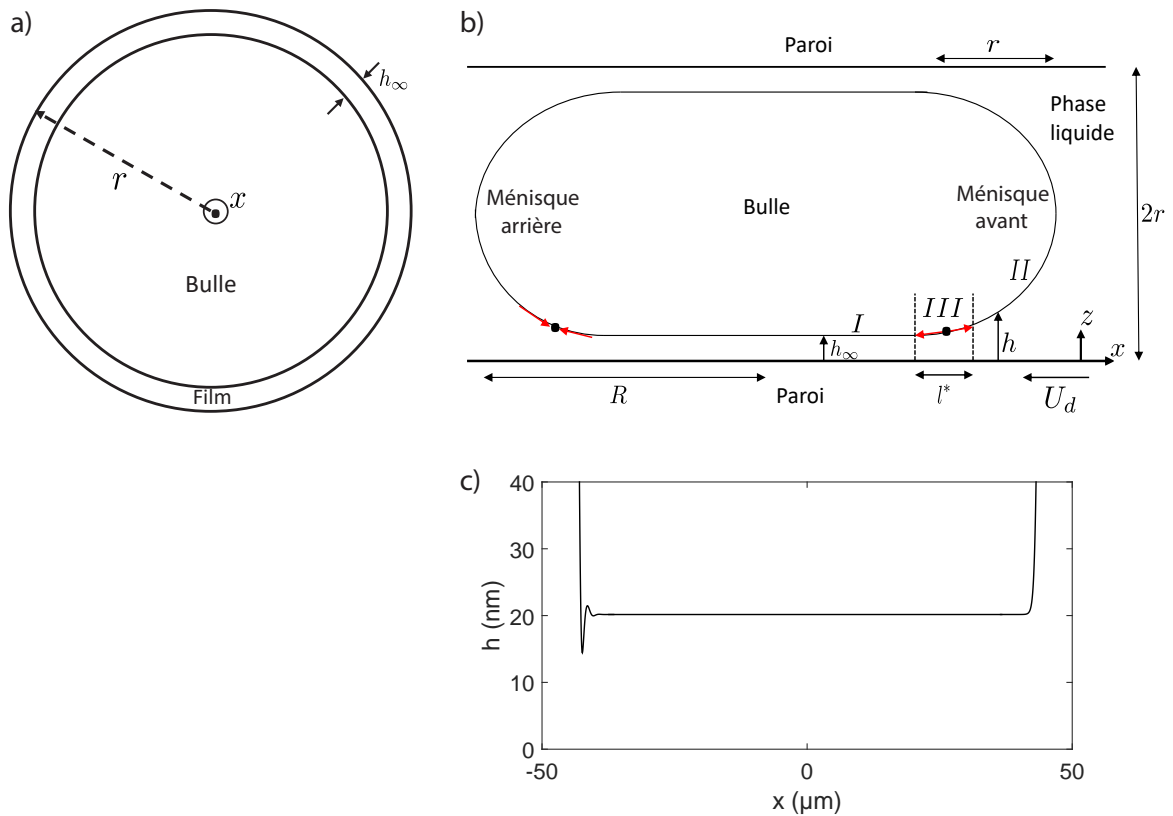 a)
h∞
r
x
Bulle
Film
b)
Paroi
r
Phase
liquide
Ménisque
arrière
Bulle
Ménisque
avant
2r
II
III
I
h∞
h
z
x
R
Paroi
l*
U_d
c)
40
30
20
10
0
h (nm)
-50
0
50
x (µm)